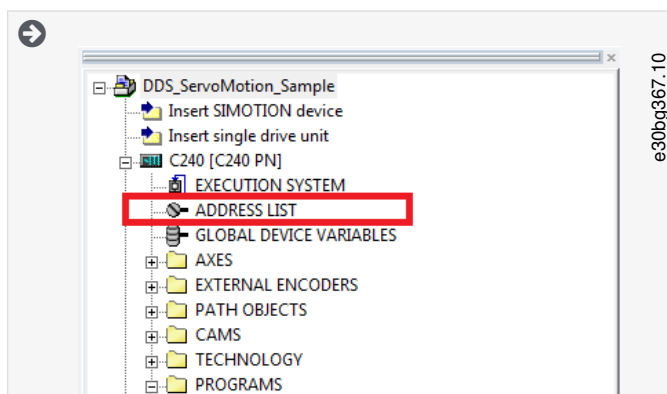 DDS_ServoMotion_Sample
Insert SIMOTION device
Insert single drive unit
C240 [C240 PN]
EXECUTION SYSTEM
ADDRESS LIST
GLOBAL DEVICE VARIABLES
AXES
EXTERNAL ENCODERS
PATH OBJECTS
CAMS
TECHNOLOGY
PROGRAMS
e30bg367.10